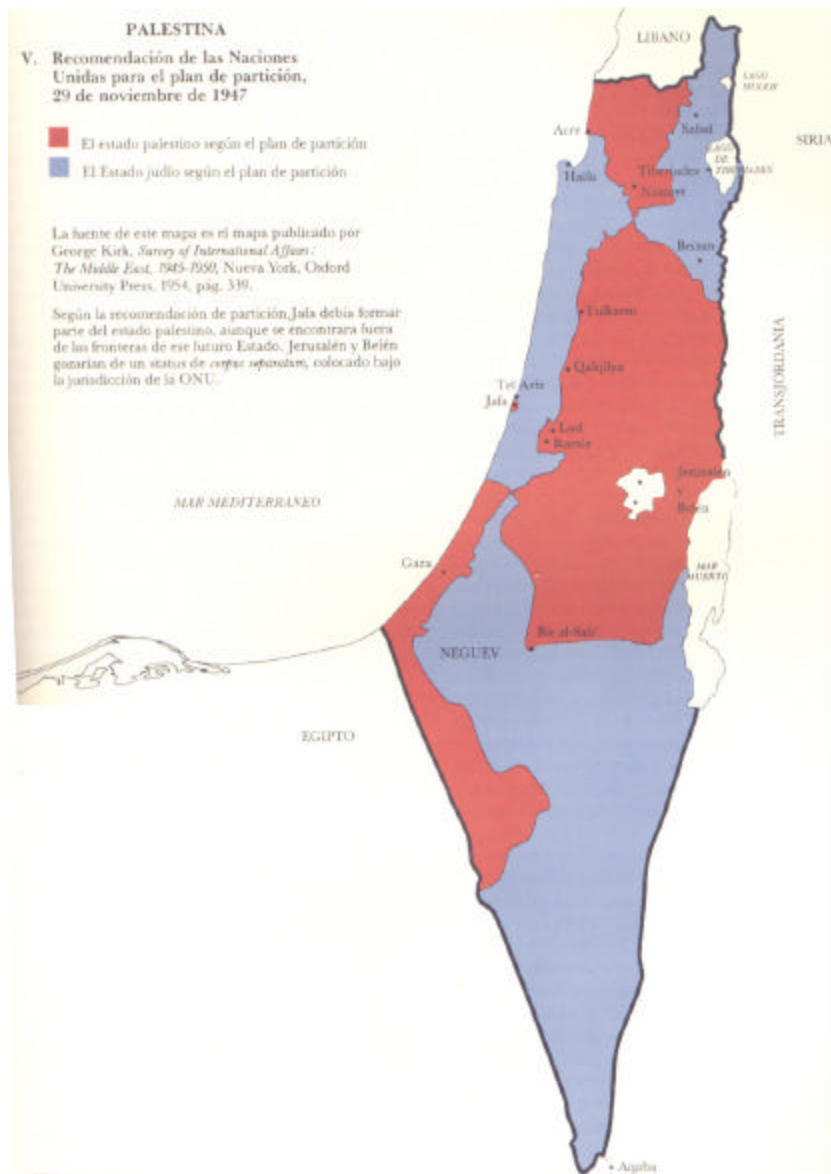 PALESTINA
V. Recomendación de las Naciones
Unidas para el plan de partición,
29 de noviembre de 1947
El estado palestino según el plan de partición
El Estado judío según el plan de partición
La fuente de este mapa es el mapa publicado por
George Kirk, Survey of International Affairs:
The Middle East, 1945-1950, Nueva York, Oxford
University Press, 1954, pág. 339.
Según la recomendación de partición, Jafa debía formar
parte del estado palestino, aunque se encontrara fuera
de las fronteras de ese futuro Estado. Jerusalén y Belén
gozarían de un status de corpus separatum, colocado bajo
la jurisdicción de la ONU.
LIBANO
LAGO
HULEH
SIRIA
Acre
Safad
LAGO
DE
TIBERIADES
Haifa
Tiberiades
Nazaret
Beisan
Tulkarem
TRANSJORDANIA
Qalqilya
Tel Aviv
Jafa
Lod
Ramle
Jerusalén
y
Belén
MAR MEDITERRANEO
Gaza
MAR
MUERTO
NEGUEV
EGIPTO
Aqaba